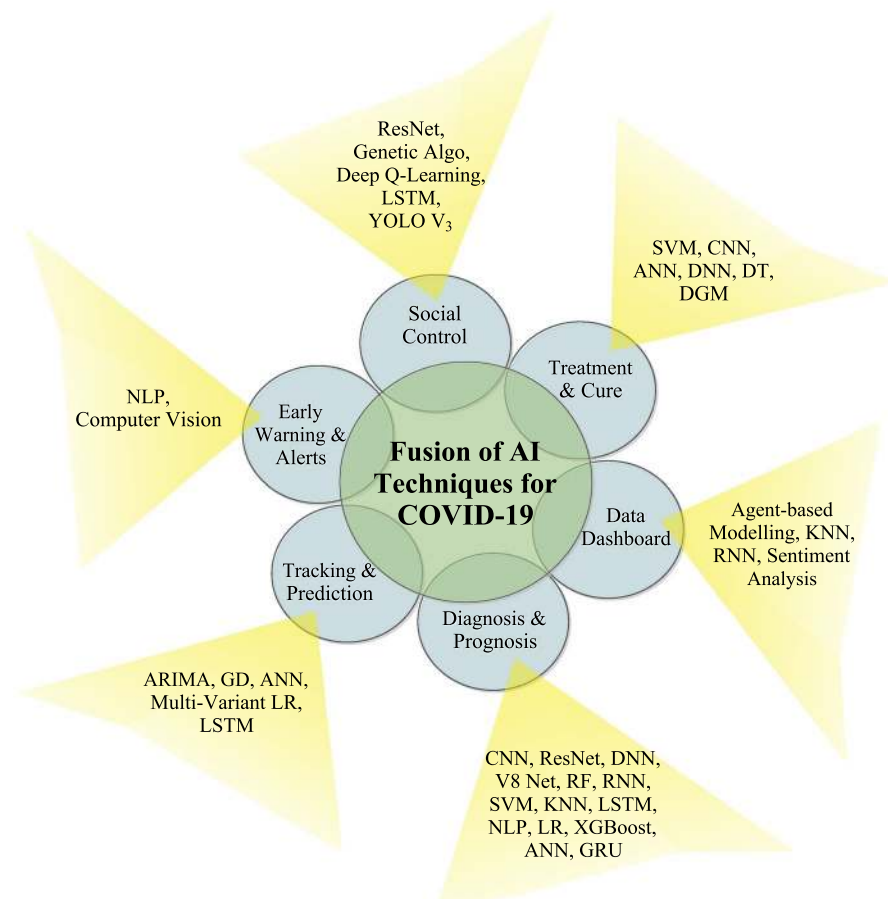 ResNet,
Genetic Algo,
Deep Q-Learning,
LSTM,
YOLO V₃
SVM, CNN,
ANN, DNN, DT,
DGM
Social
Control
Treatment
& Cure
NLP,
Computer Vision
Early
Warning &
Alerts
Fusion of AI
Techniques for
COVID-19
Data
Dashboard
Agent-based
Modelling, KNN,
RNN, Sentiment
Analysis
Tracking &
Prediction
Diagnosis &
Prognosis
ARIMA, GD, ANN,
Multi-Variant LR,
LSTM
CNN, ResNet, DNN,
V8 Net, RF, RNN,
SVM, KNN, LSTM,
NLP, LR, XGBoost,
ANN, GRU